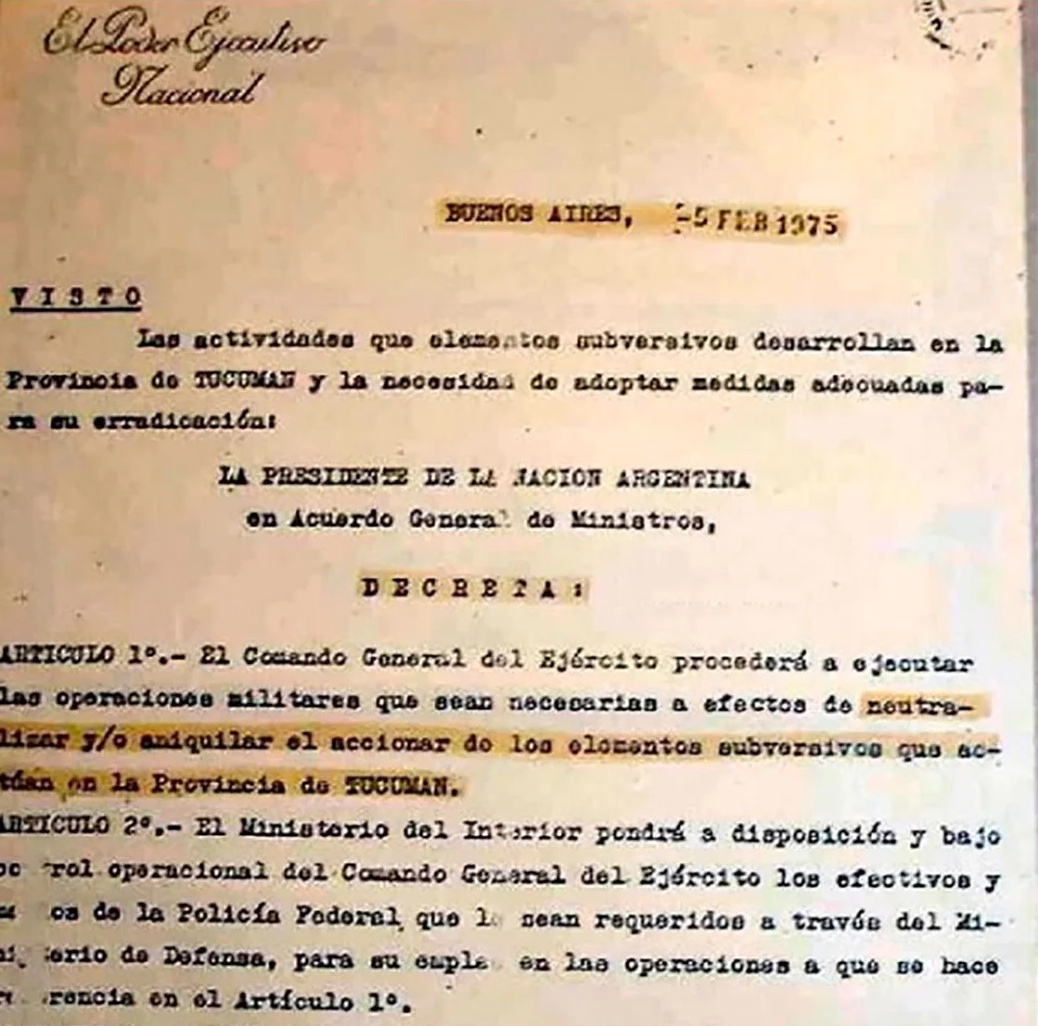 El Poder Ejecutivo
Nacional
BUENOS AIRES, -5 FEB 1975
VISTO
Las actividades que elementos subversivos desarrollan en la
Provincia de TUCUMAN y la necesidad de adoptar medidas adecuadas pa-
ra su erradicación:
LA PRESIDENTE DE LA NACION ARGENTINA
en Acuerdo General de Ministros,
DECRETA:
ARTICULO 1º.- El Comando General del Ejército procederá a ejecutar
las operaciones militares que sean necesarias a efectos de neutra-
lizar y/o aniquilar el accionar de los elementos subversivos que ac-
túan en la Provincia de TUCUMAN.
ARTICULO 2º.- El Ministerio del Interior pondrá a disposición y bajo
rol operacional del Comando General del Ejército los efectivos y
os de la Policía Federal que le sean requeridos a través del Mi-
erio de Defensa, para su empleo en las operaciones a que se hace
rencia en el Artículo 1º.